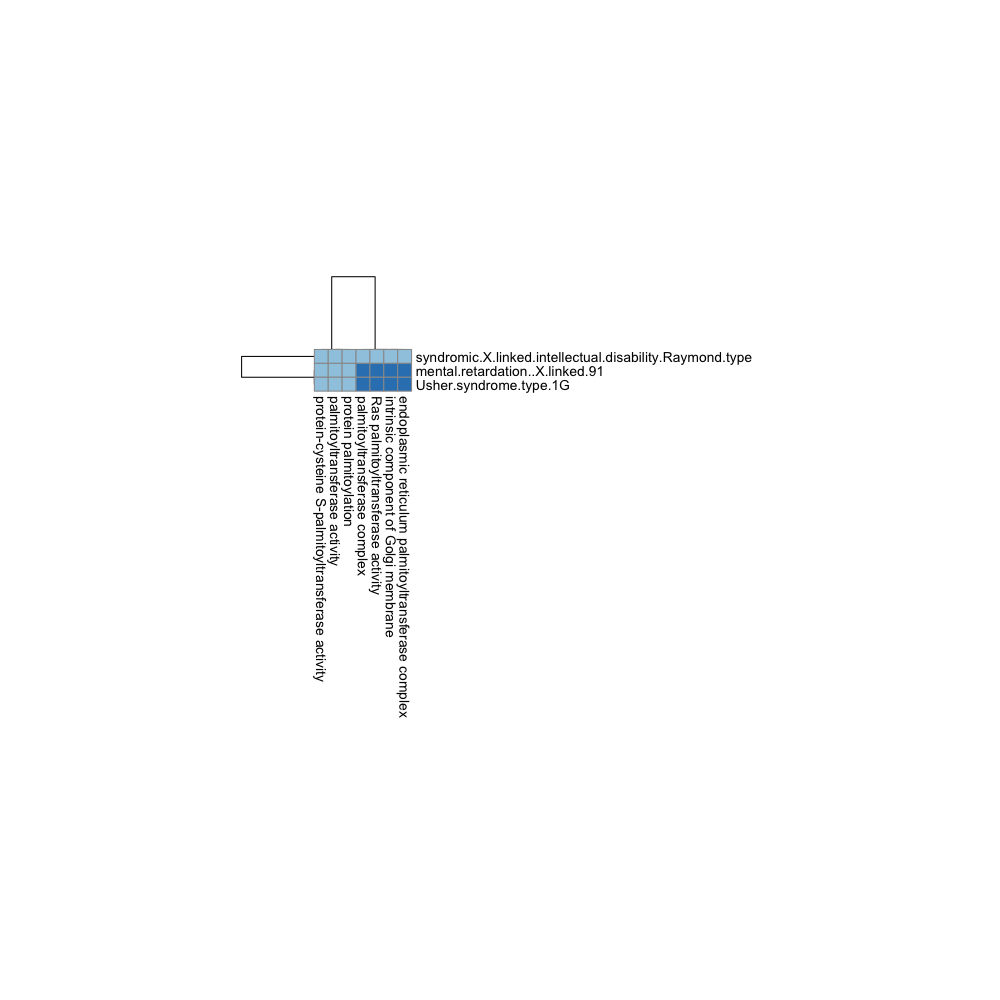 syndromic.X.linked.intellectual.disability.Raymond.type
mental.retardation..X.linked.91
Usher.syndrome.type.1G
protein-cysteine S-palmitoyltransferase activity
palmitoyltransferase activity
protein palmitoylation
palmitoyltransferase complex
Ras palmitoyltransferase activity
intrinsic component of Golgi membrane
endoplasmic reticulum palmitoyltransferase complex